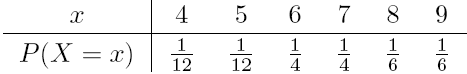 x 4 5 6 7 8 9
P(X = x) 1/12 1/12 1/4 1/4 1/6 1/6